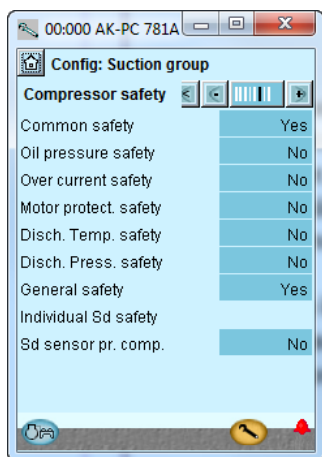 00:000 AK-PC 781A
Config: Suction group
Compressor safety
Common safety Yes
Oil pressure safety No
Over current safety No
Motor protect. safety No
Disch. Temp. safety No
Disch. Press. safety No
General safety Yes
Individual Sd safety
Sd sensor pr. comp. No